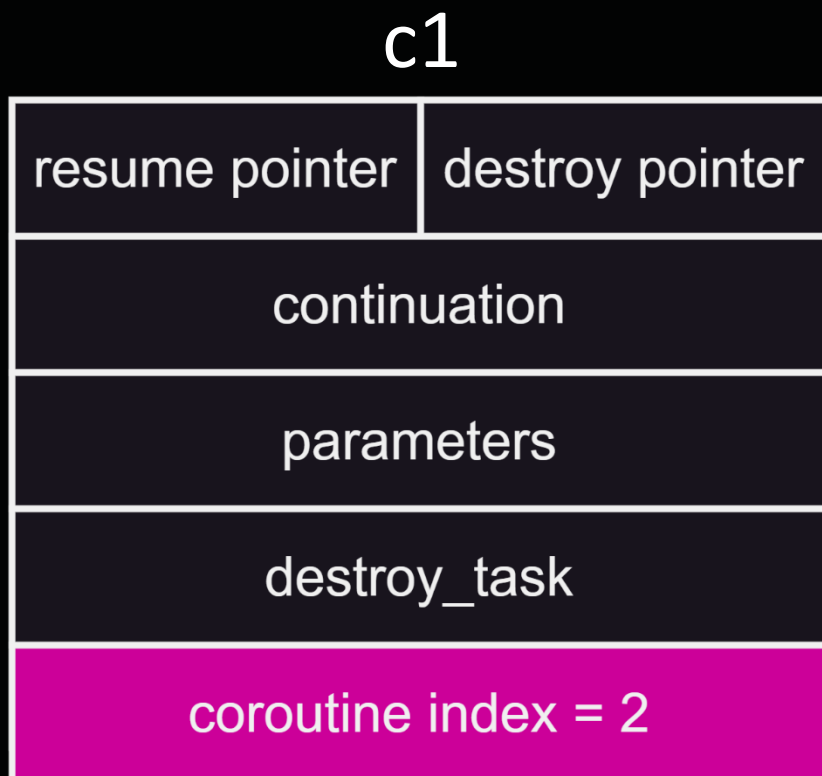 c1
resume pointer destroy pointer
continuation
parameters
destroy_task
coroutine index = 2